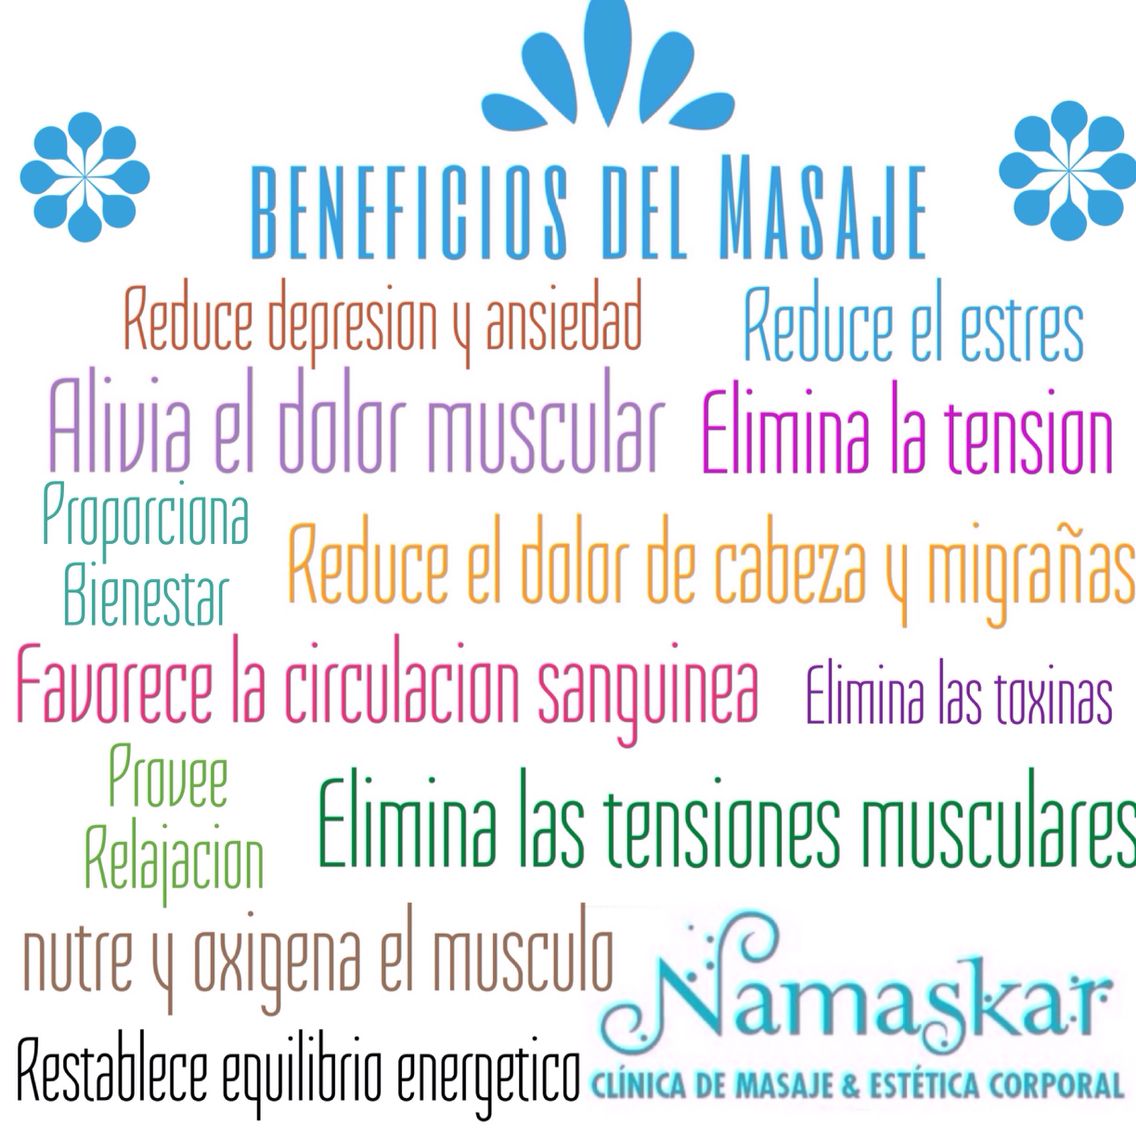 BENEFICIOS DEL MASAJE
Reduce depresion y ansiedad
Reduce el estres
Alivia el dolor muscular
Elimina la tension
Proporciona
Bienestar
Reduce el dolor de cabeza y migrañas
Favorece la circulacion sanguinea
Elimina las toxinas
Provee
Relajacion
Elimina las tensiones musculares
nutre y oxigena el musculo
Restablece equilibrio energetico
Namaskar
CLÍNICA DE MASAJE & ESTÉTICA CORPORAL